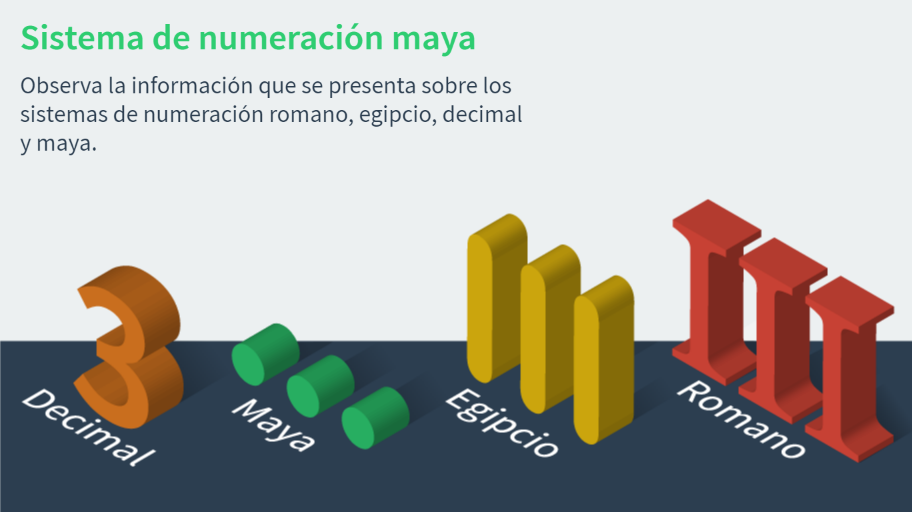 Sistema de numeración maya
Observa la información que se presenta sobre los
sistemas de numeración romano, egipcio, decimal
y maya.
3
III
Decimal
Maya
Egipcio
Romano